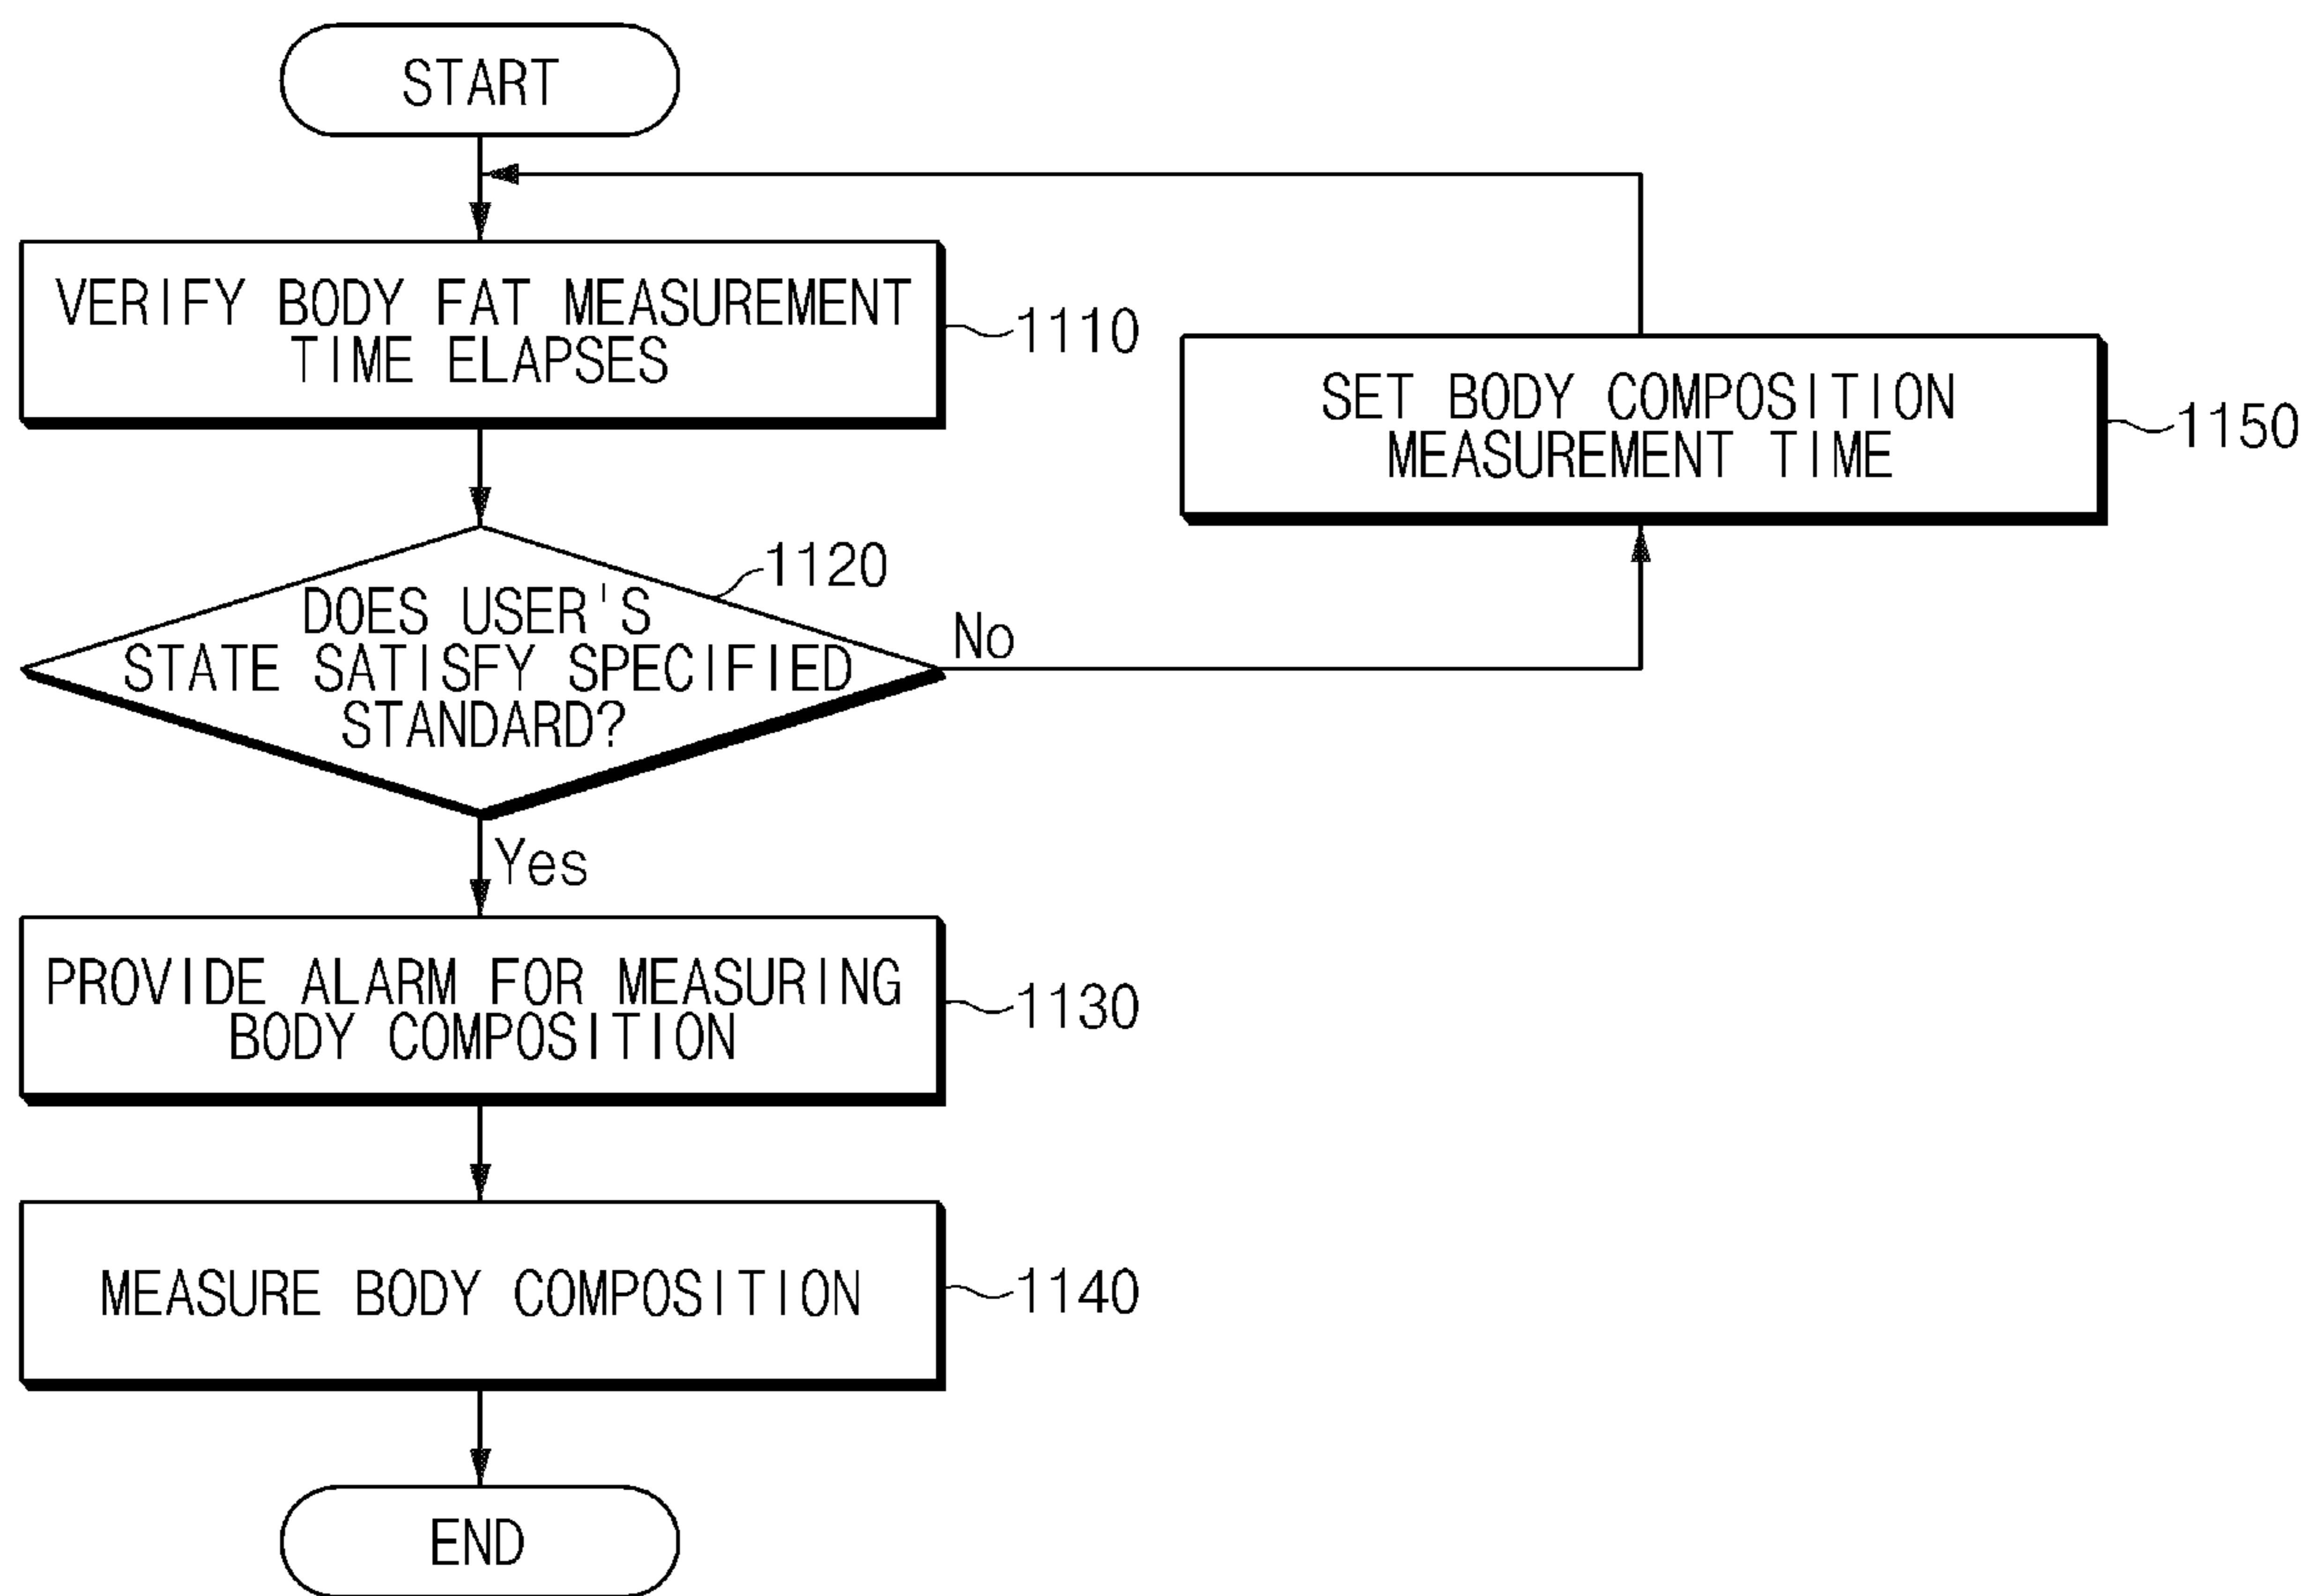 START
VERIFY BODY FAT MEASUREMENT
TIME ELAPSES
1110
SET BODY COMPOSITION
MEASUREMENT TIME
1150
1120
DOES USER'S
STATE SATISFY SPECIFIED
STANDARD?
No
Yes
PROVIDE ALARM FOR MEASURING
BODY COMPOSITION
1130
MEASURE BODY COMPOSITION
1140
END